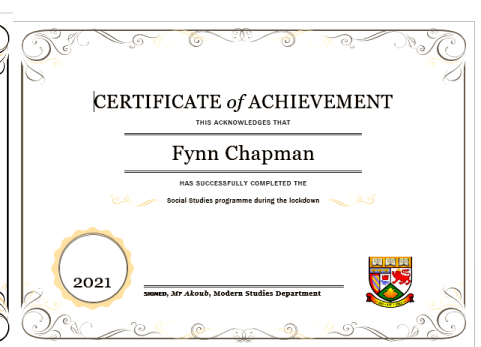 CERTIFICATE of ACHIEVEMENT
THIS ACKNOWLEDGES THAT
Fynn Chapman
HAS SUCCESSFULLY COMPLETED THE
Social Studies programme during the lockdown
2021
SIGNED, Mr Akoub, Modern Studies Department